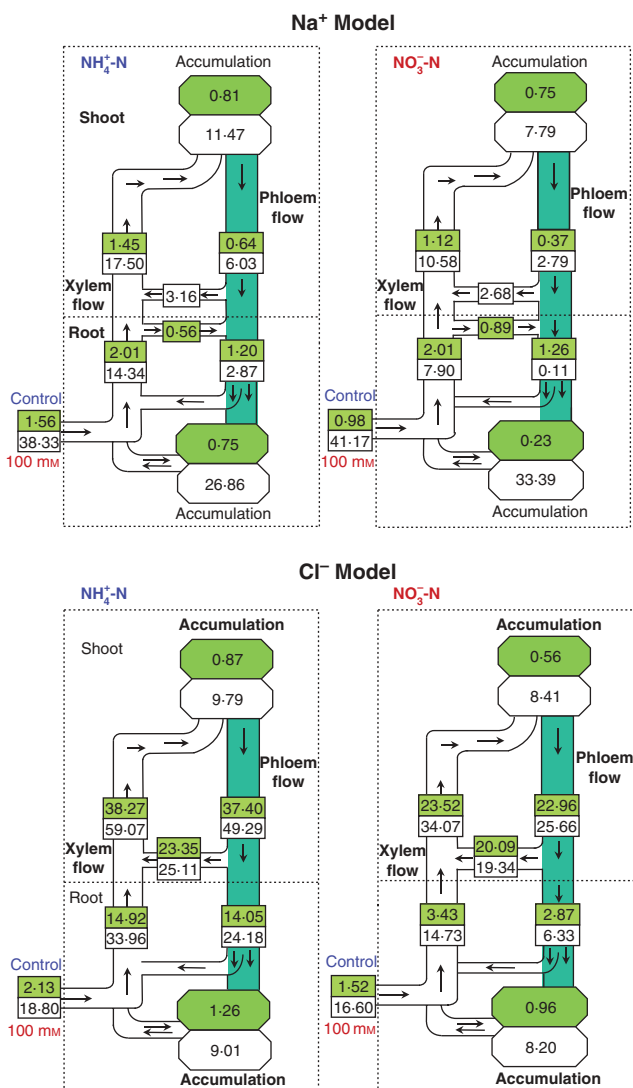 Na⁺ Model
NH₄⁺-N
Accumulation
0·81
11·47
Shoot
Phloem
flow
1·45
17·50
0·64
6·03
3·16
Xylem
flow
Root
0·56
2·01
14·34
1·20
2·87
Control
1·56
38·33
100 mM
0·75
26·86
Accumulation
NO₃⁻-N
Accumulation
0·75
7·79
Phloem
flow
1·12
10·58
0·37
2·79
2·68
Xylem
flow
Root
0·89
2·01
7·90
1·26
0·11
Control
0·98
41·17
100 mM
0·23
33·39
Accumulation
Cl⁻ Model
NH₄⁺-N
Accumulation
Shoot
0·87
9·79
Phloem
flow
38·27
59·07
37·40
49·29
23·35
25·11
Xylem
flow
Root
14·92
33·96
14·05
24·18
Control
2·13
18·80
100 mM
1·26
9·01
Accumulation
NO₃⁻-N
Accumulation
0·56
8·41
Phloem
flow
23·52
34·07
22·96
25·66
20·09
19·34
Xylem
flow
Root
3·43
14·73
2·87
6·33
Control
1·52
16·60
100 mM
0·96
8·20
Accumulation